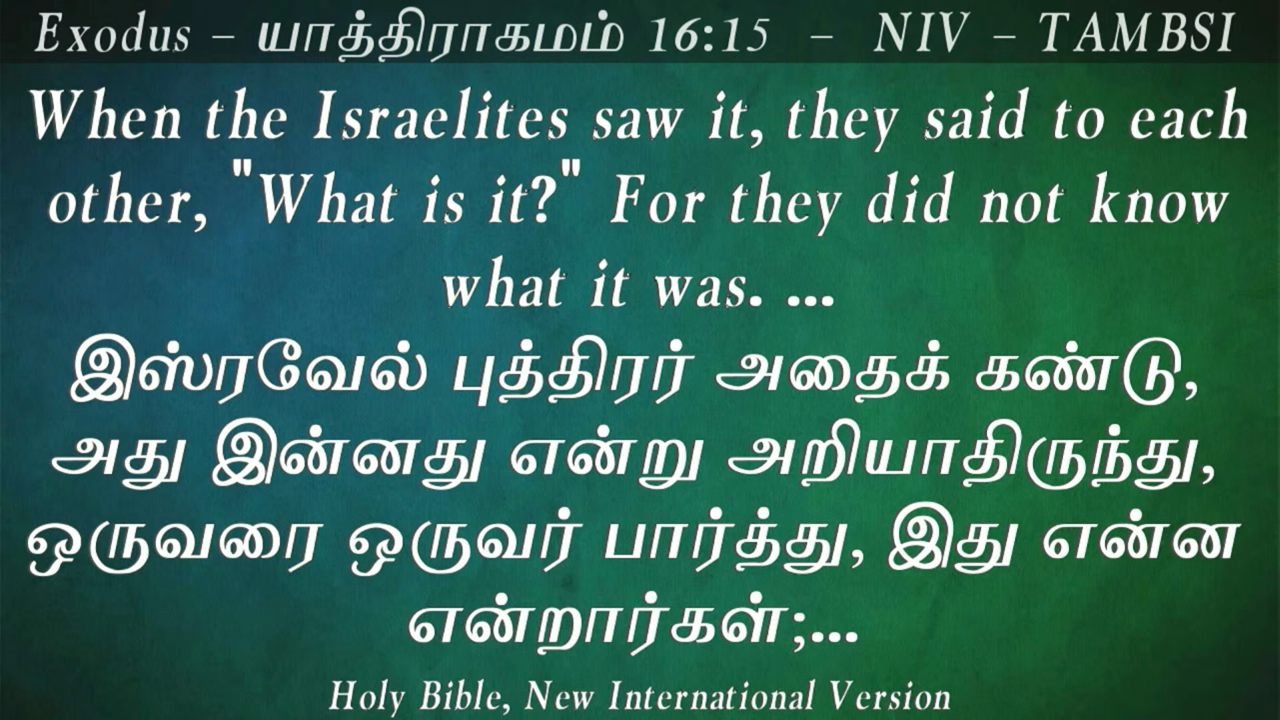 Exodus – யாத்திராகமம் 16:15 – NIV – TAMBSI
When the Israelites saw it, they said to each
other, "What is it?" For they did not know
what it was. ...
இஸ்ரவேல் புத்திரர் அதைக் கண்டு,
அது இன்னது என்று அறியாதிருந்து,
ஒருவரை ஒருவர் பார்த்து, இது என்ன
என்றார்கள்;...
Holy Bible, New International Version